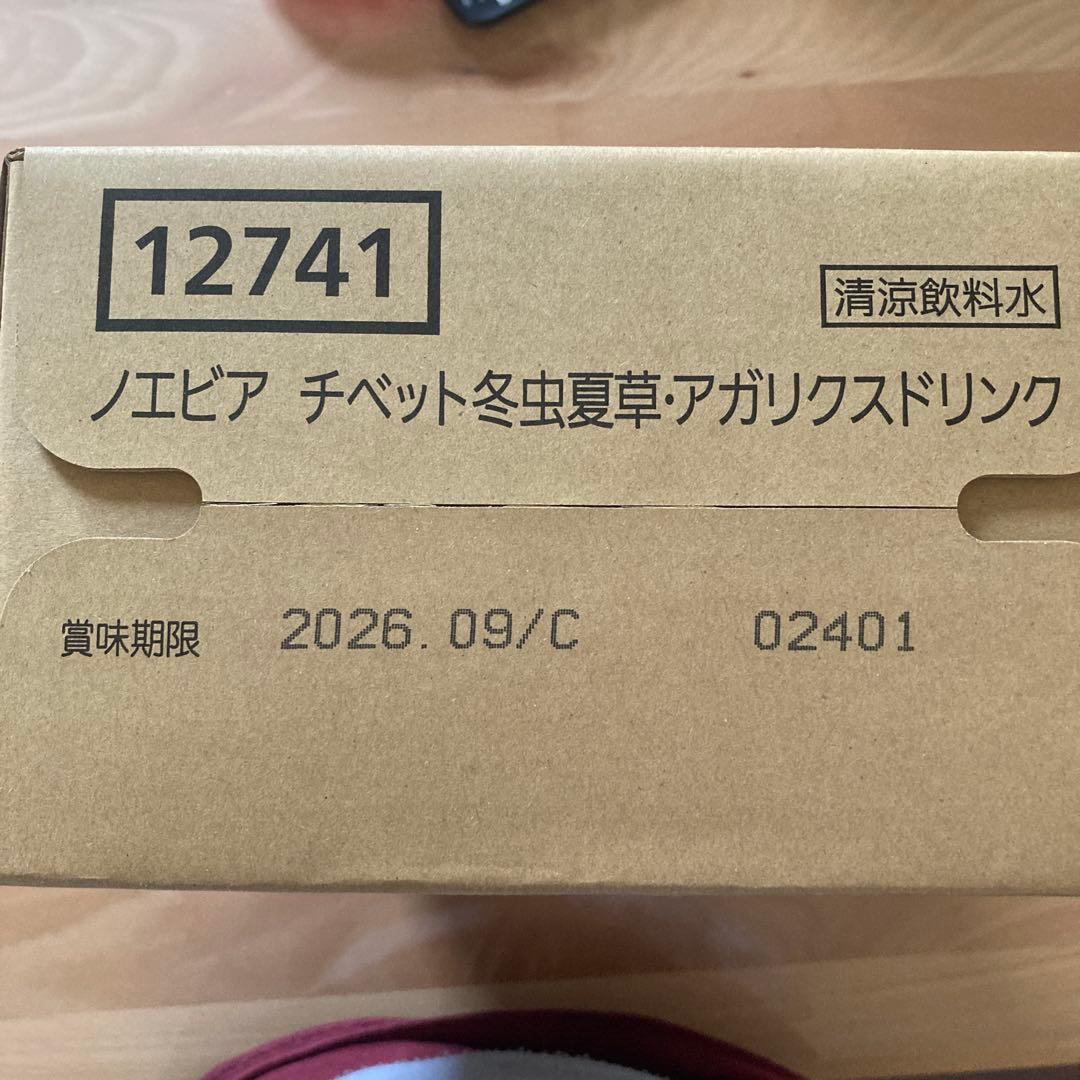 12741
清涼飲料水
ノエビア チベット冬虫夏草・アガリクスドリンク
賞味期限 2026.09/C 02401